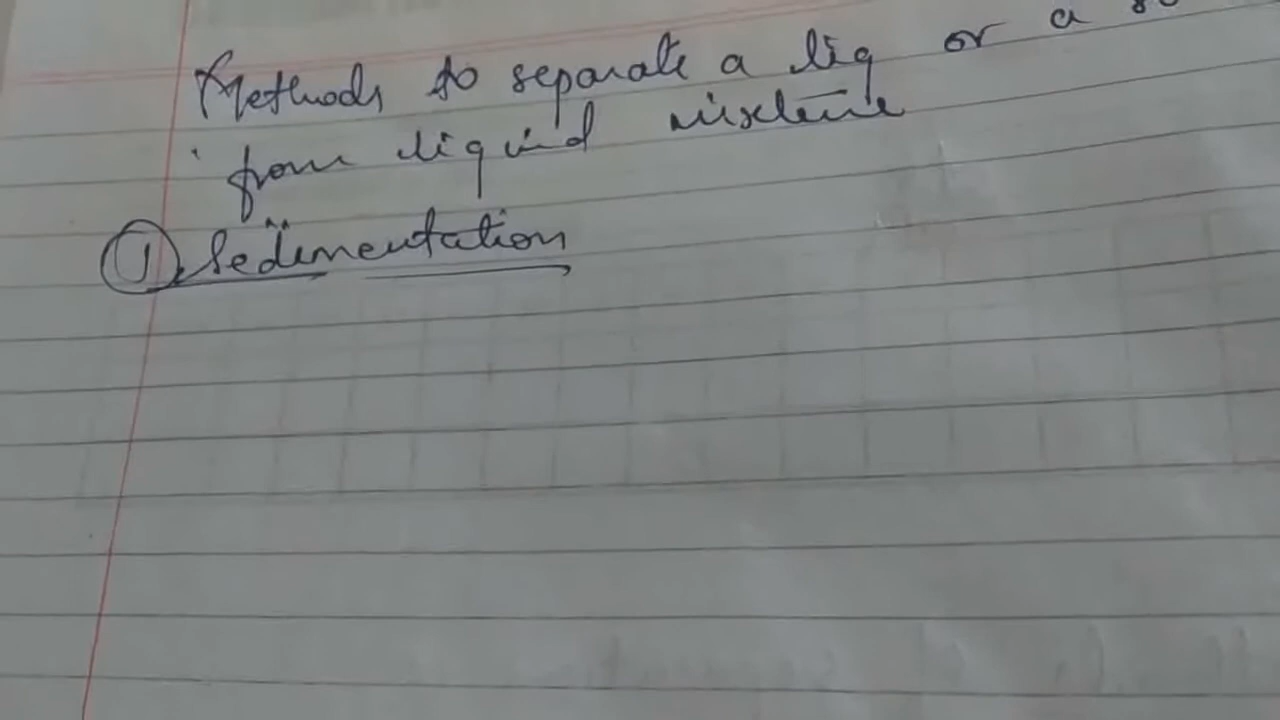 Methods to separate a liq or a
from liquid mixture
① Sedimentation